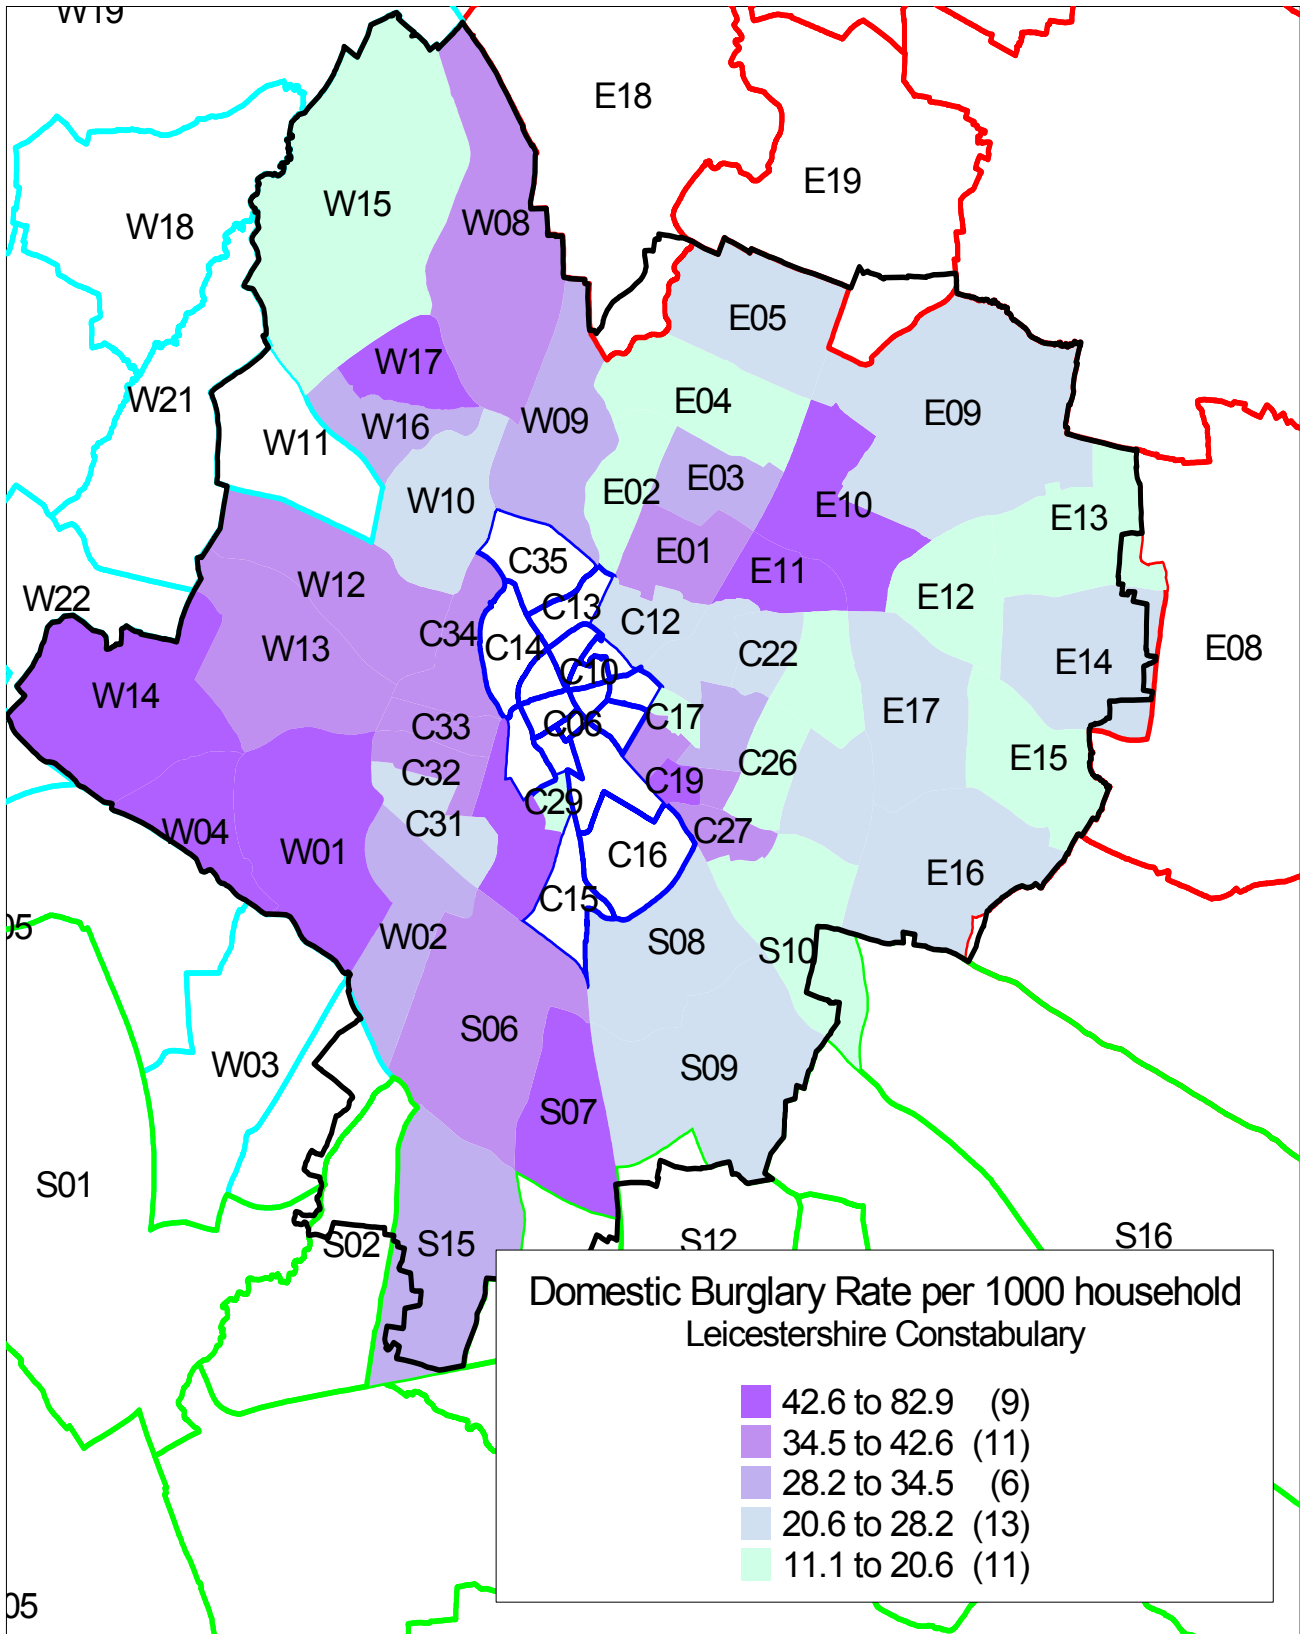 W19
E18
E19
W15
W08
W18
E05
W17
W21
E04
E09
W16
W09
W11
E03
E02
W10
E10
E13
E01
C35
E11
W12
W22
E12
C13
C12
C34
W13
C14
E08
C22
E14
C10
W14
E17
C17
C33
C06
E15
C26
C32
C19
C29
C31
W04
C27
W01
C16
E16
C15
05
W02
S08
S10
S06
W03
S09
S07
S01
S16
S02
S15
S12
Domestic Burglary Rate per 1000 household
Leicestershire Constabulary
42.6 to 82.9 (9)
34.5 to 42.6 (11)
28.2 to 34.5 (6)
20.6 to 28.2 (13)
11.1 to 20.6 (11)
05